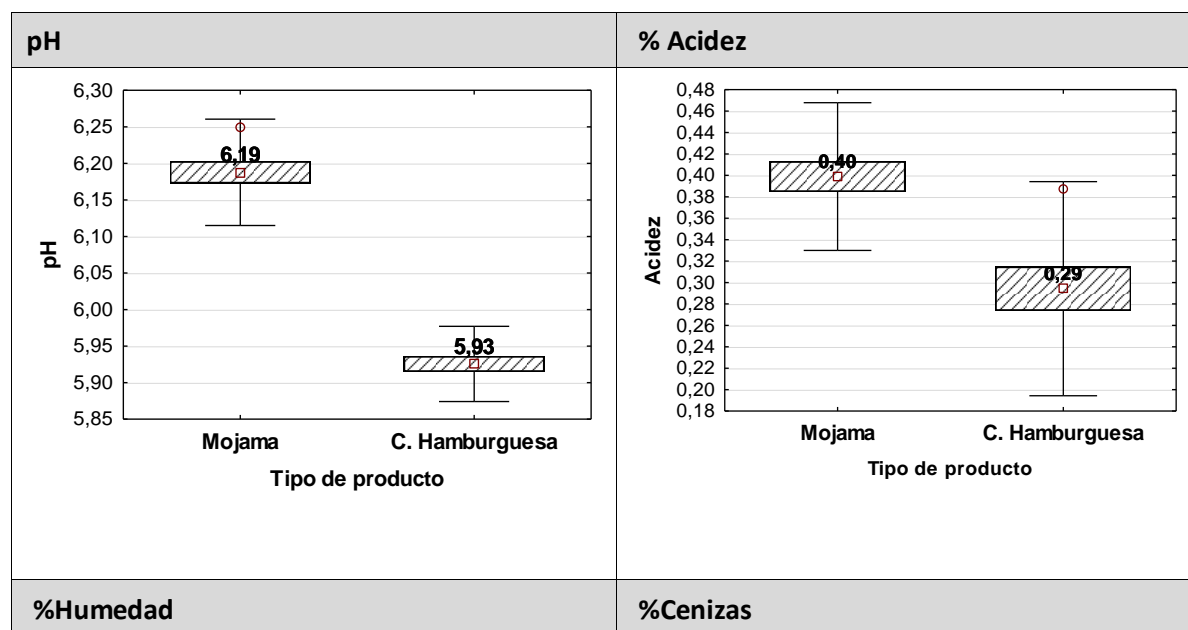 pH
% Acidez
6,30
6,25
6,20
6,15
6,10
6,05
6,00
5,95
5,90
5,85
pH
6,19
5,93
Mojama
C. Hamburguesa
Tipo de producto
0,48
0,46
0,44
0,42
0,40
0,38
0,36
0,34
0,32
0,30
0,28
0,26
0,24
0,22
0,20
0,18
Acidez
0,40
0,29
Mojama
C. Hamburguesa
Tipo de producto
%Humedad
%Cenizas